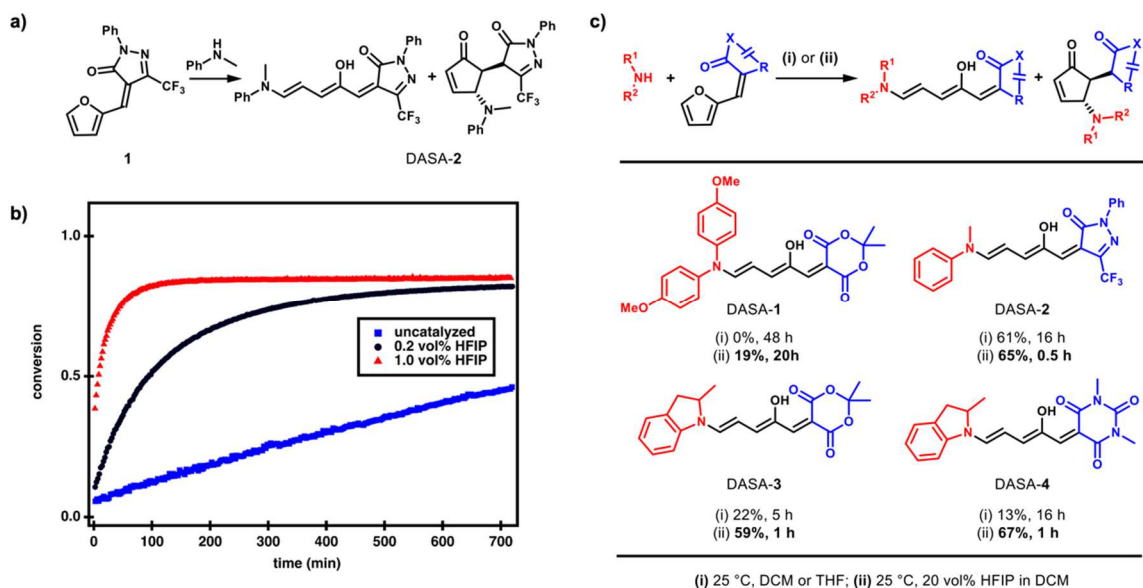 a)
Ph
N
N
O
CF3
O
1
H
N
Ph
Ph
O
N
N
OH
N
Ph
CF3
DASA-2
+
Ph
O
O
N
N
CF3
N
Ph
b)
conversion
1.0
0.5
0.0
uncatalyzed
0.2 vol% HFIP
1.0 vol% HFIP
0 100 200 300 400 500 600 700
time (min)
c)
R1
NH
R2
+
O
X
R
O
(i) or (ii)
R1
N
R2
OH
O
X
R
+
O
O
X
R
N
R2
R1
OMe
MeO
N
OH
O
O
O
O
DASA-1
(i) 0%, 48 h
(ii) 19%, 20h
N
OH
O
Ph
N
N
CF3
DASA-2
(i) 61%, 16 h
(ii) 65%, 0.5 h
N
OH
O
O
O
O
DASA-3
(i) 22%, 5 h
(ii) 59%, 1 h
N
OH
O
N
O
N
O
DASA-4
(i) 13%, 16 h
(ii) 67%, 1 h
(i) 25 °C, DCM or THF; (ii) 25 °C, 20 vol% HFIP in DCM